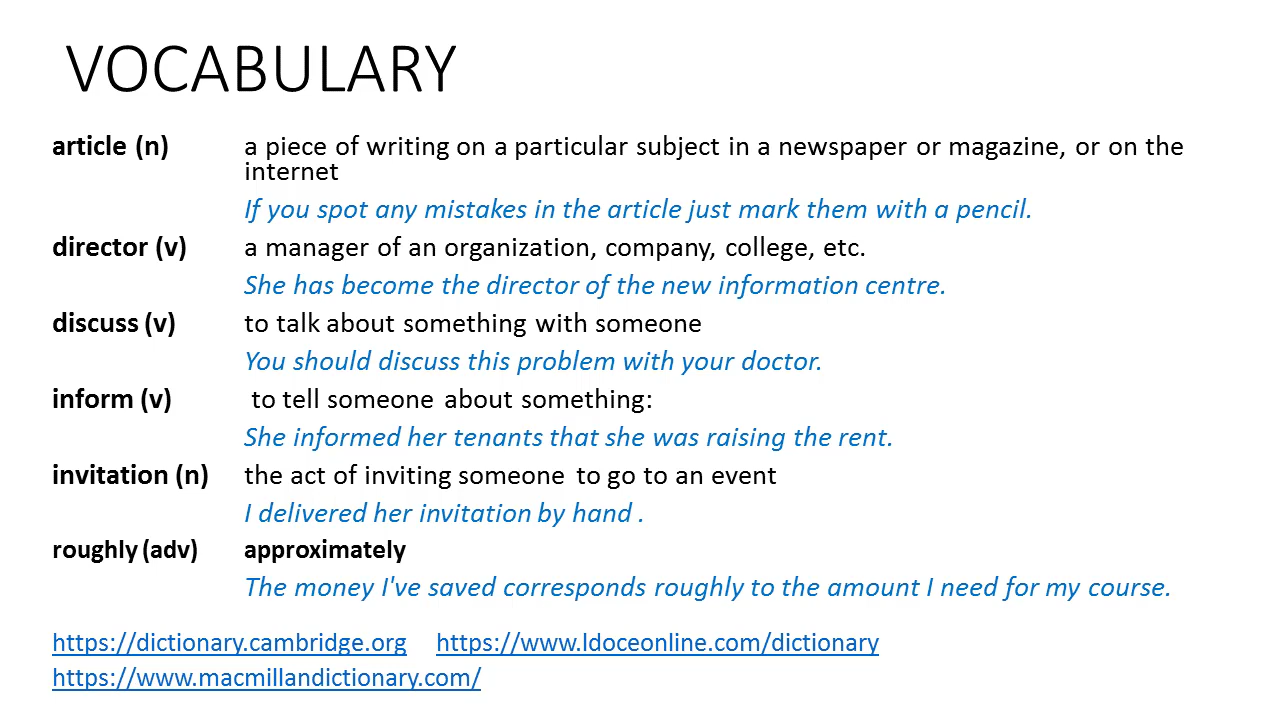 VOCABULARY
article (n) a piece of writing on a particular subject in a newspaper or magazine, or on the
internet
If you spot any mistakes in the article just mark them with a pencil.
director (v) a manager of an organization, company, college, etc.
She has become the director of the new information centre.
discuss (v) to talk about something with someone
You should discuss this problem with your doctor.
inform (v) to tell someone about something:
She informed her tenants that she was raising the rent.
invitation (n) the act of inviting someone to go to an event
I delivered her invitation by hand .
roughly (adv) approximately
The money I've saved corresponds roughly to the amount I need for my course.
https://dictionary.cambridge.org https://www.ldoceonline.com/dictionary
https://www.macmillandictionary.com/